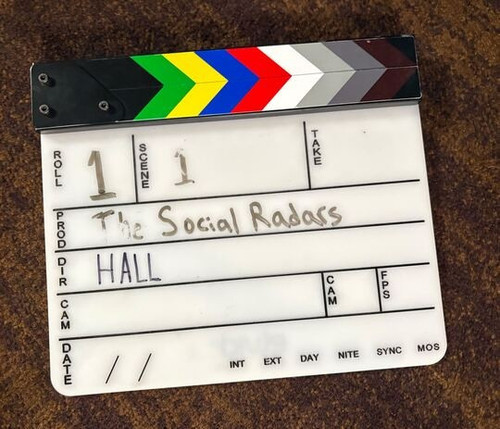 ROLL 1 SCENE 1 TAKE
PROD The Social Radars
DIR HALL
CAM CAM FPS
DATE / / INT EXT DAY NITE SYNC MOS